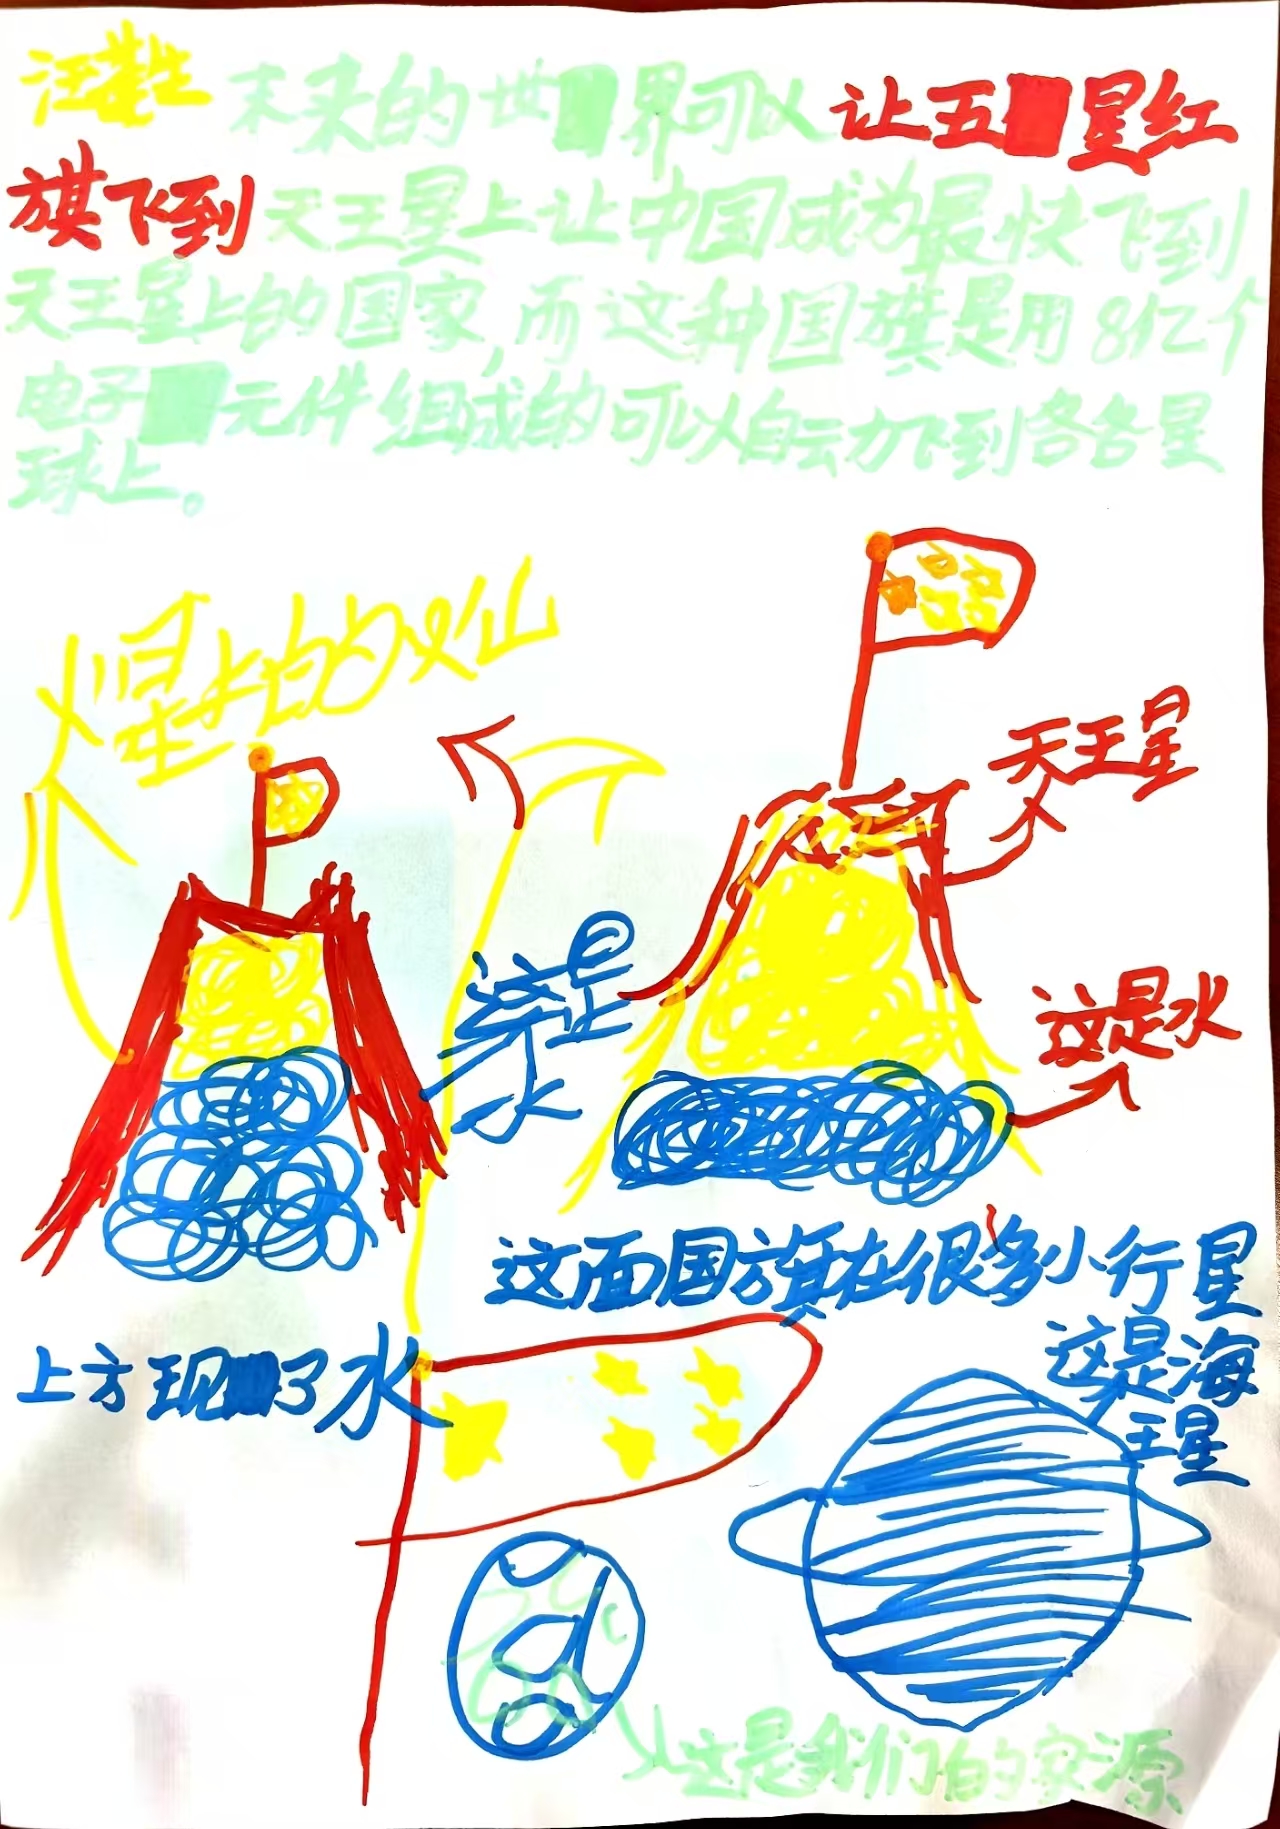 未来的世界可以让五星红
旗飞到天王星上让中国成为最快飞到
天王星上的国家,而这种国旗是用8亿个
电子元件组成的可以自动飞到各各星
球上。
火星上的火山
天王星
这是
水
这是水
这面国旗在很多小行星
上方现了水
这是海
王星
这是我们的家源